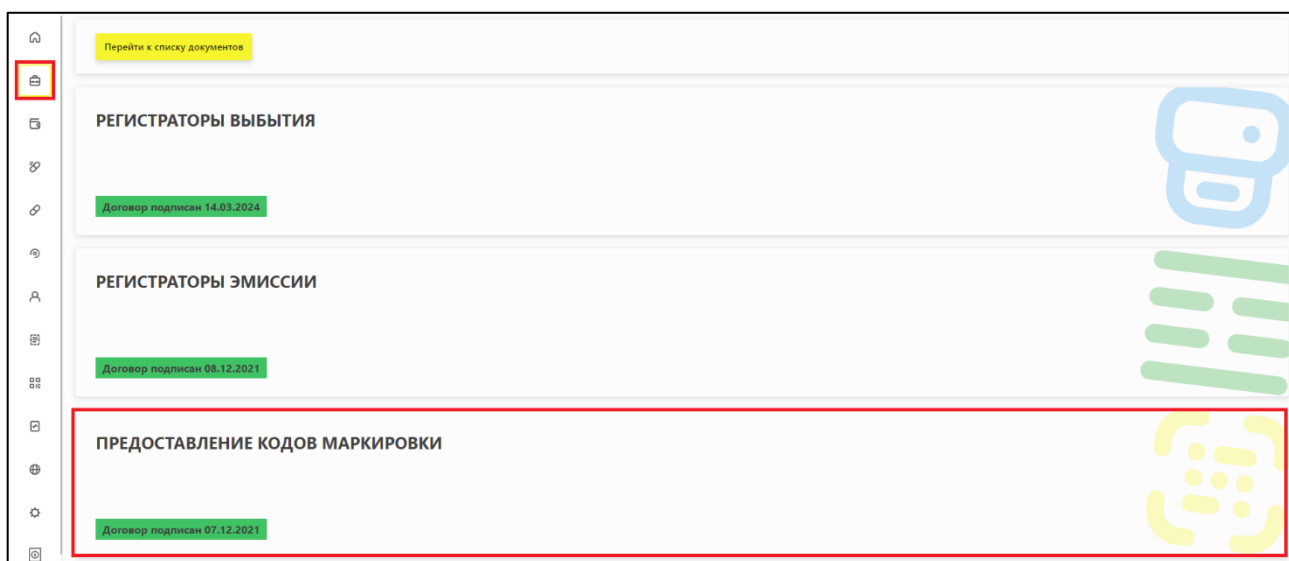 Перейти к списку документов
РЕГИСТРАТОРЫ ВЫБЫТИЯ
Договор подписан 14.03.2024
РЕГИСТРАТОРЫ ЭМИССИИ
Договор подписан 08.12.2021
ПРЕДОСТАВЛЕНИЕ КОДОВ МАРКИРОВКИ
Договор подписан 07.12.2021